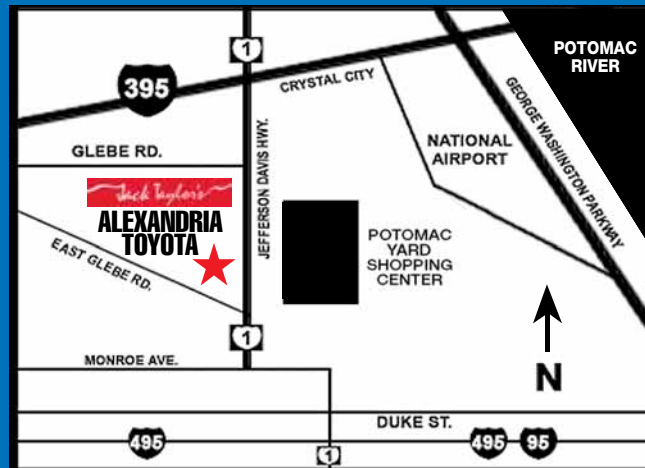 1
POTOMAC
RIVER
395
CRYSTAL CITY
GEORGE WASHINGTON PARKWAY
GLEBE RD.
JEFFERSON DAVIS HWY.
NATIONAL
AIRPORT
Jack Taylor's
ALEXANDRIA
TOYOTA
POTOMAC
YARD
SHOPPING
CENTER
EAST GLEBE RD.
1
MONROE AVE.
N
DUKE ST.
495
1
495
95